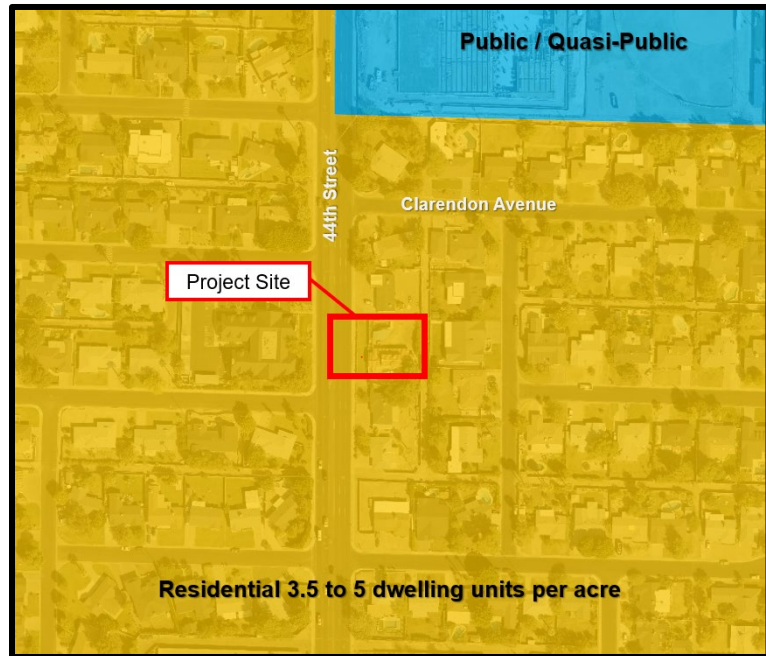 Public / Quasi-Public
44th Street
Clarendon Avenue
Project Site
Residential 3.5 to 5 dwelling units per acre